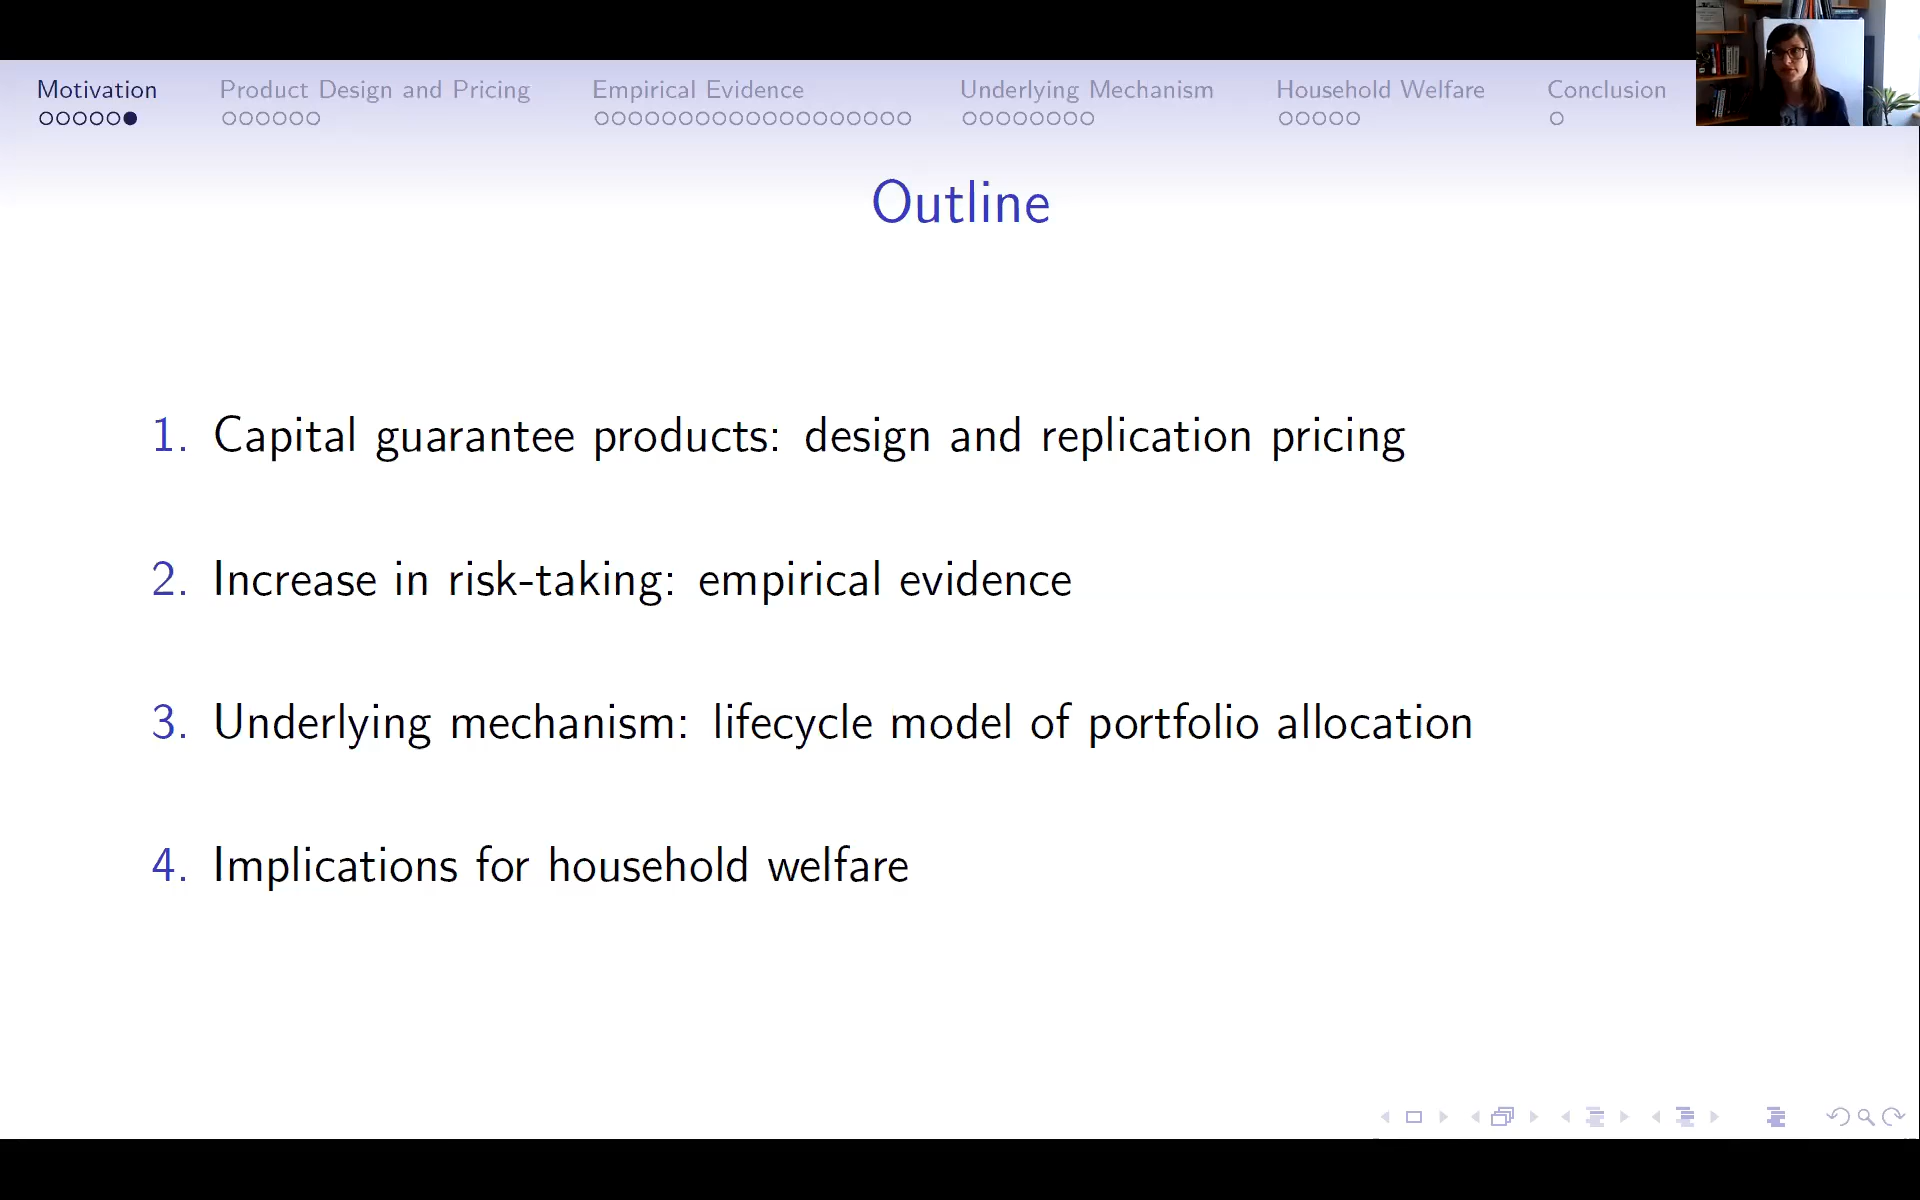 Motivation
Product Design and Pricing
Empirical Evidence
Underlying Mechanism
Household Welfare
Conclusion
Outline
1. Capital guarantee products: design and replication pricing
2. Increase in risk-taking: empirical evidence
3. Underlying mechanism: lifecycle model of portfolio allocation
4. Implications for household welfare